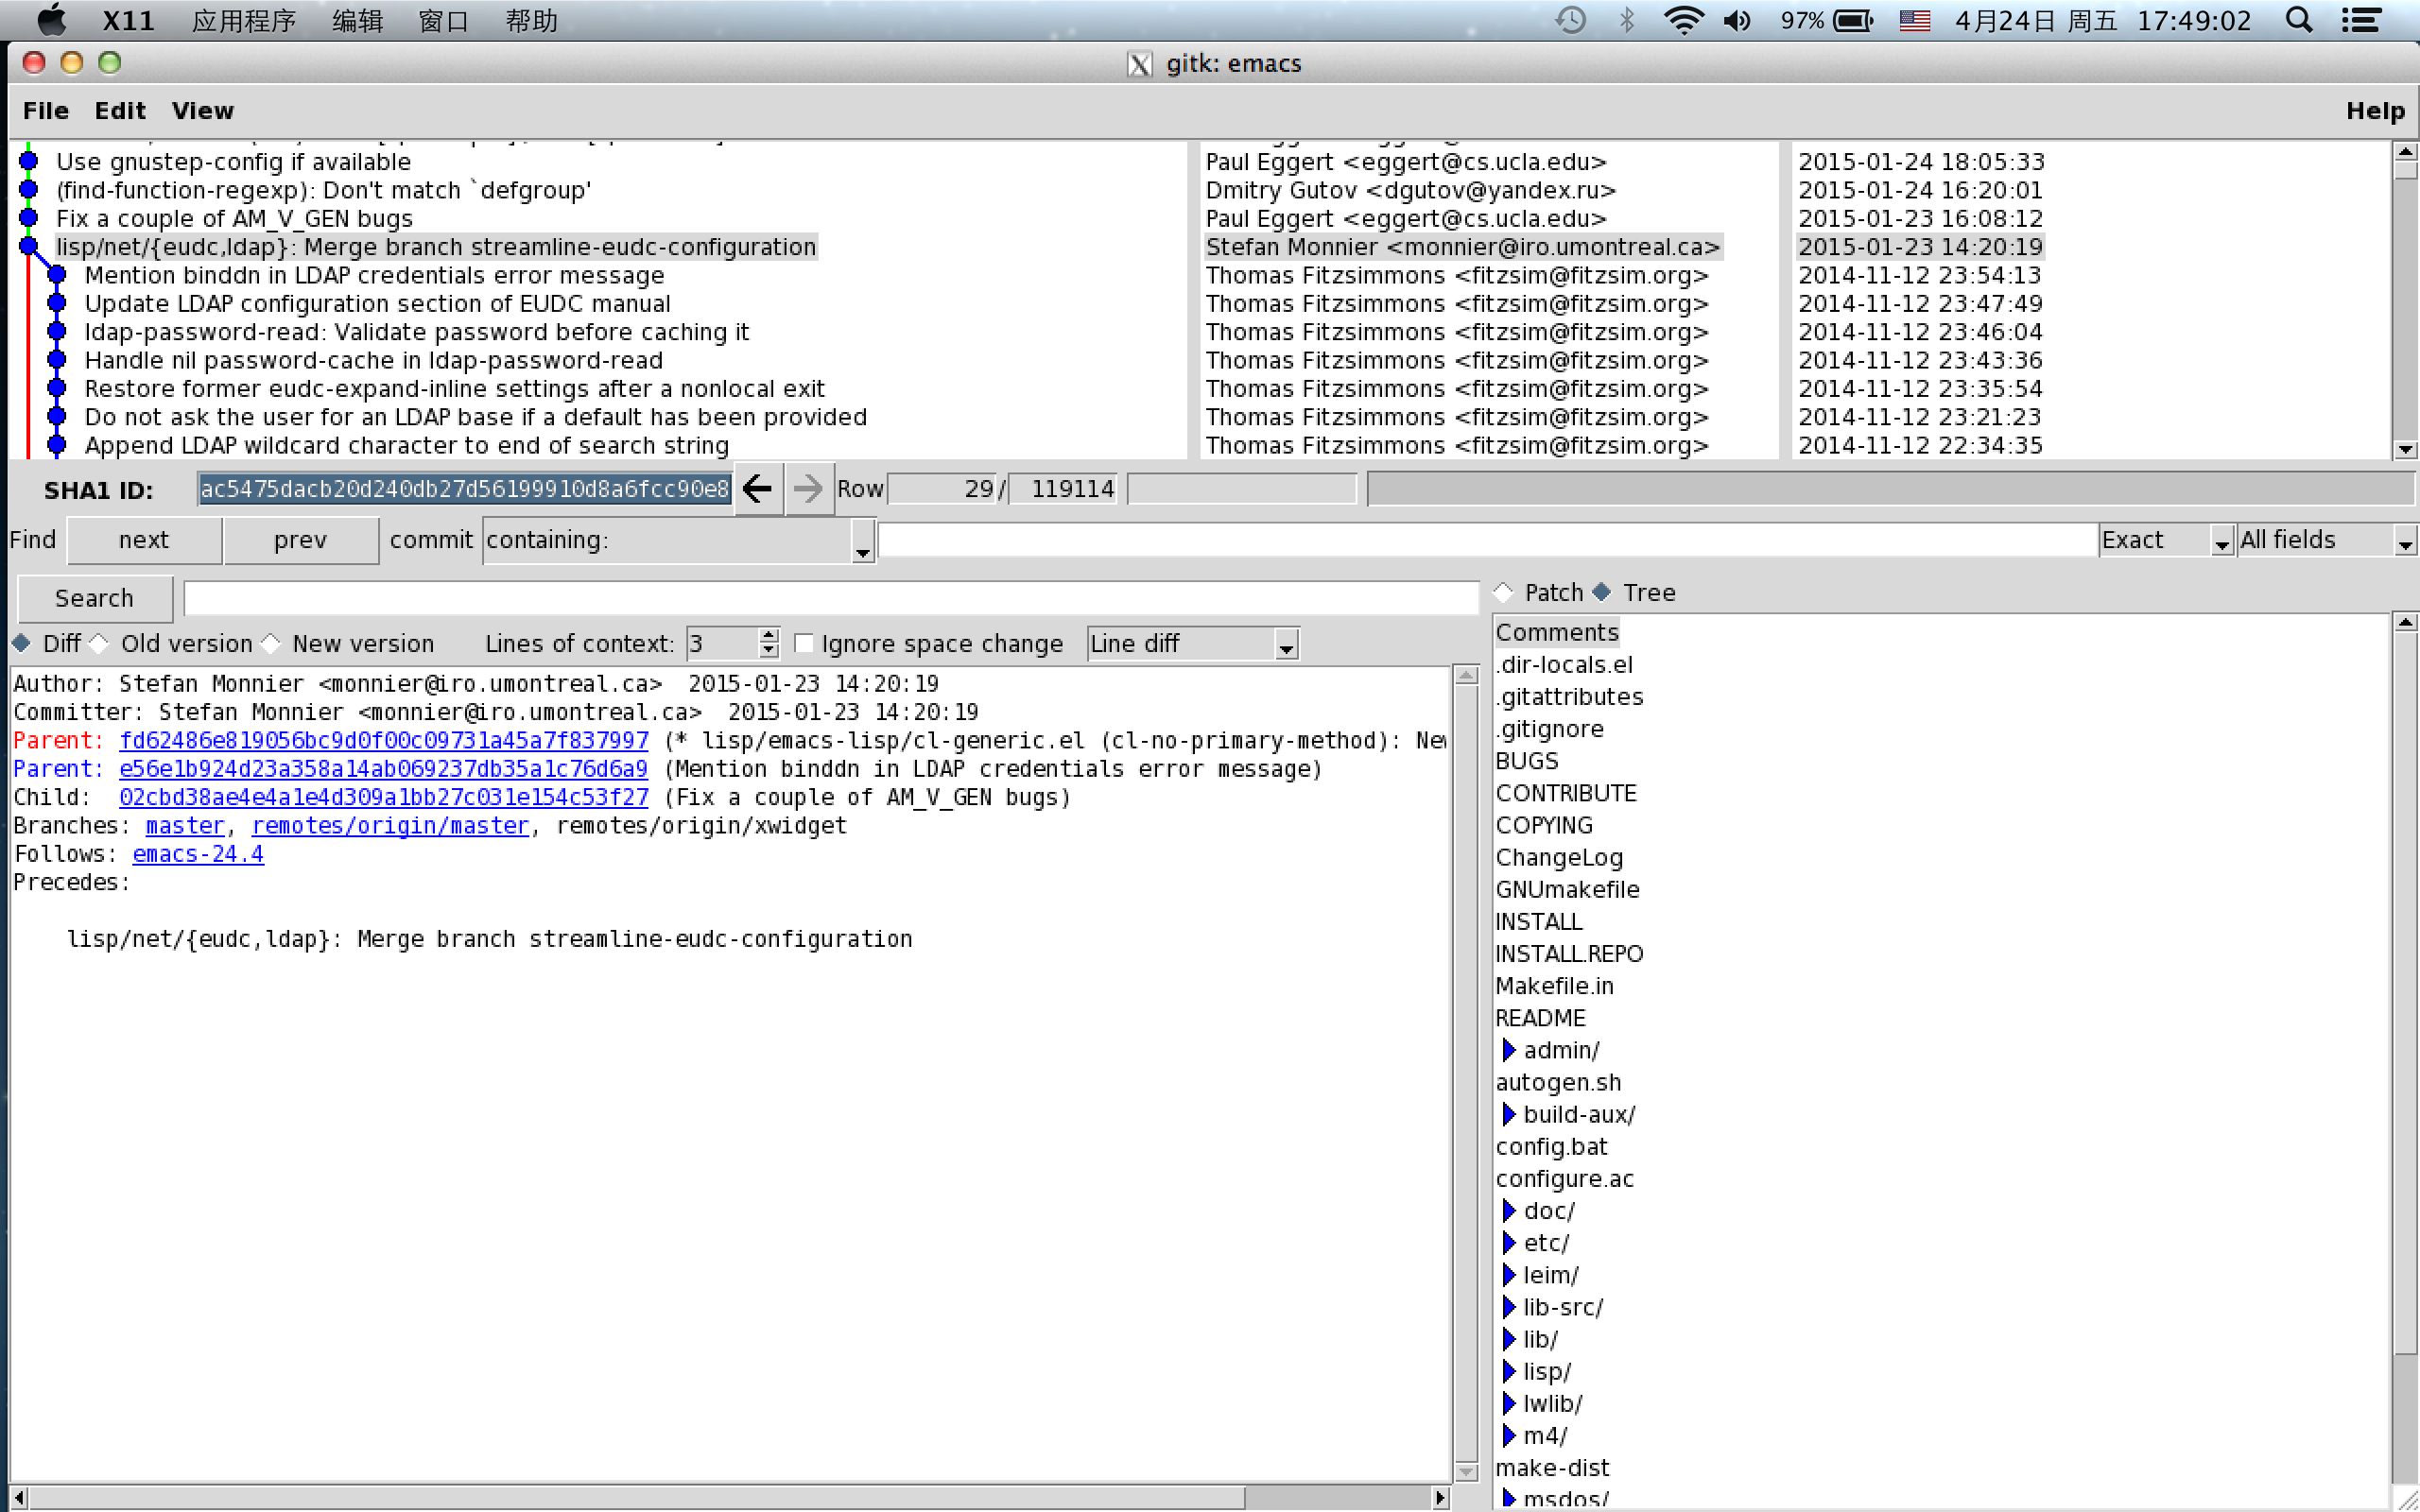 X11 应用程序 编辑 窗口 帮助 97% 4月24日 周五 17:49:02
gitk: emacs
File Edit View Help
Use gnustep-config if available Paul Eggert <eggert@cs.ucla.edu> 2015-01-24 18:05:33
(find-function-regexp): Don't match `defgroup' Dmitry Gutov <dgutov@yandex.ru> 2015-01-24 16:20:01
Fix a couple of AM_V_GEN bugs Paul Eggert <eggert@cs.ucla.edu> 2015-01-23 16:08:12
lisp/net/{eudc,ldap}: Merge branch streamline-eudc-configuration Stefan Monnier <monnier@iro.umontreal.ca> 2015-01-23 14:20:19
Mention binddn in LDAP credentials error message Thomas Fitzsimmons <fitzsim@fitzsim.org> 2014-11-12 23:54:13
Update LDAP configuration section of EUDC manual Thomas Fitzsimmons <fitzsim@fitzsim.org> 2014-11-12 23:47:49
ldap-password-read: Validate password before caching it Thomas Fitzsimmons <fitzsim@fitzsim.org> 2014-11-12 23:46:04
Handle nil password-cache in ldap-password-read Thomas Fitzsimmons <fitzsim@fitzsim.org> 2014-11-12 23:43:36
Restore former eudc-expand-inline settings after a nonlocal exit Thomas Fitzsimmons <fitzsim@fitzsim.org> 2014-11-12 23:35:54
Do not ask the user for an LDAP base if a default has been provided Thomas Fitzsimmons <fitzsim@fitzsim.org> 2014-11-12 23:21:23
Append LDAP wildcard character to end of search string Thomas Fitzsimmons <fitzsim@fitzsim.org> 2014-11-12 22:34:35
SHA1 ID: ac5475dacb20d240db27d56199910d8a6fcc90e8 Row 29 / 119114
Find next prev commit containing: Exact All fields
Search
Diff Old version New version Lines of context: 3 Ignore space change Line diff
Author: Stefan Monnier <monnier@iro.umontreal.ca>  2015-01-23 14:20:19
Committer: Stefan Monnier <monnier@iro.umontreal.ca>  2015-01-23 14:20:19
Parent: fd62486e819056bc9d0f00c09731a45a7f837997 (* lisp/emacs-lisp/cl-generic.el (cl-no-primary-method): New
Parent: e56e1b924d23a358a14ab069237db35a1c76d6a9 (Mention binddn in LDAP credentials error message)
Child:  02cbd38ae4e4a1e4d309a1bb27c031e154c53f27 (Fix a couple of AM_V_GEN bugs)
Branches: master, remotes/origin/master, remotes/origin/xwidget
Follows: emacs-24.4
Precedes:
lisp/net/{eudc,ldap}: Merge branch streamline-eudc-configuration
Patch Tree
Comments
.dir-locals.el
.gitattributes
.gitignore
BUGS
CONTRIBUTE
COPYING
ChangeLog
GNUmakefile
INSTALL
INSTALL.REPO
Makefile.in
README
admin/
autogen.sh
build-aux/
config.bat
configure.ac
doc/
etc/
leim/
lib-src/
lib/
lisp/
lwlib/
m4/
make-dist
msdos/